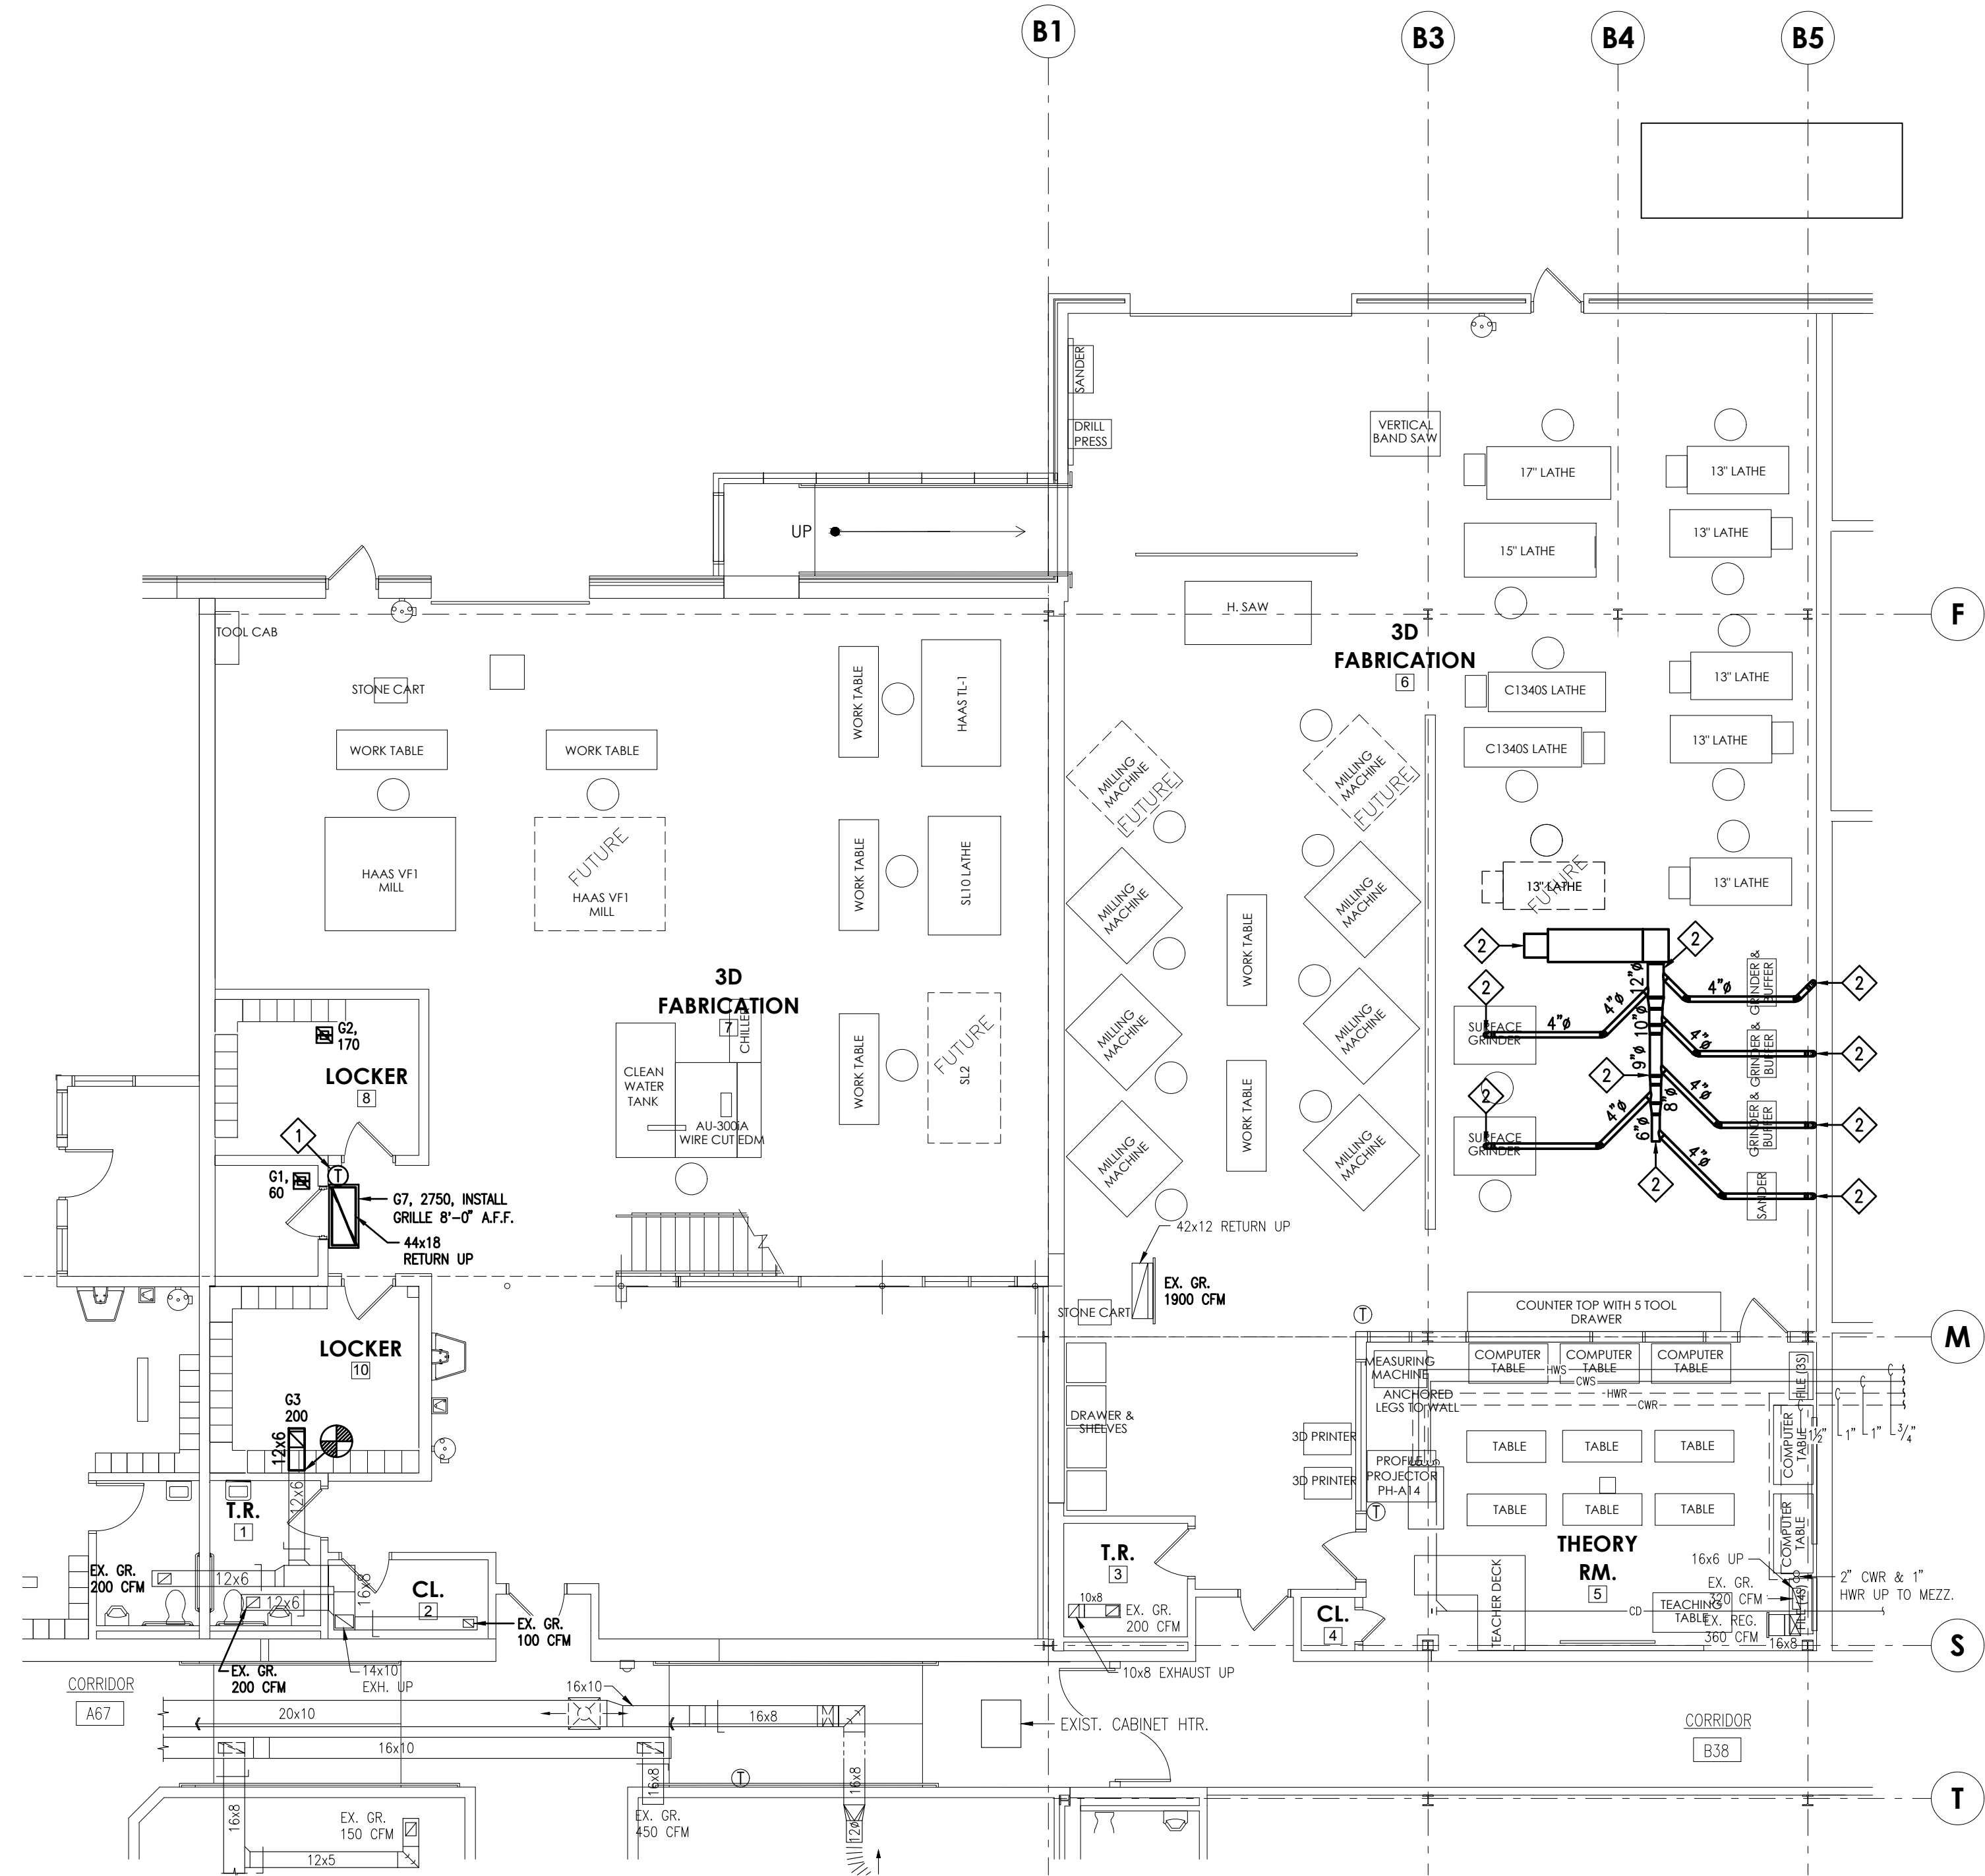 B1
B3
B4
B5
SANDER
DRILL
PRESS
VERTICAL
BAND SAW
17" LATHE
13" LATHE
15" LATHE
13" LATHE
UP
H. SAW
F
TOOL CAB
3D
FABRICATION
6
STONE CART
WORK TABLE
WORK TABLE
WORK TABLE
HAAS TL-1
C1340S LATHE
13" LATHE
C1340S LATHE
13" LATHE
MILLING
MACHINE
FUTURE
MILLING
MACHINE
FUTURE
HAAS VF1
MILL
FUTURE
HAAS VF1
MILL
WORK TABLE
SL10 LATHE
13" LATHE
FUTURE
13" LATHE
MILLING
MACHINE
MILLING
MACHINE
WORK TABLE
3D
FABRICATION
7
CHILLER
CLEAN
WATER
TANK
AU-300iA
WIRE CUT EDM
WORK TABLE
FUTURE
SL2
MILLING
MACHINE
MILLING
MACHINE
WORK TABLE
MILLING
MACHINE
MILLING
MACHINE
2
2
2
2
12"ø
4"ø
4"ø
4"ø
10"ø
SURFACE
GRINDER
GRINDER &
BUFFER
4"ø
2
9"ø
2
GRINDER &
BUFFER
2
4"ø
8"ø
4"ø
6"ø
SURFACE
GRINDER
GRINDER &
BUFFER
2
4"ø
2
SANDER
2
G2,
170
LOCKER
8
1
T
G1,
60
G7, 2750, INSTALL
GRILLE 8'-0" A.F.F.
44x18
RETURN UP
42x12 RETURN UP
EX. GR.
1900 CFM
STONE CART
T
COUNTER TOP WITH 5 TOOL
DRAWER
M
LOCKER
10
G3
200
12x6
12x6
MEASURING
MACHINE
ANCHORED
LEGS TO WALL
COMPUTER
TABLE
COMPUTER
TABLE
COMPUTER
TABLE
HWS
CWS
HWR
CWR
FILE (3S)
C
C
C
C
C
1½"
1"
1"
¾"
COMPUTER
TABLE
DRAWER &
SHELVES
3D PRINTER
3D PRINTER
PROFILE
PROJECTOR
PH-A14
T
TABLE
TABLE
TABLE
TABLE
TABLE
TABLE
COMPUTER
TABLE
T.R.
1
EX. GR.
200 CFM
12x6
12x6
16x8
CL.
2
EX. GR.
100 CFM
EX. GR.
200 CFM
14x10
EXH. UP
T.R.
3
10x8
EX. GR.
200 CFM
10x8 EXHAUST UP
CL.
4
TEACHER DECK
THEORY
RM.
5
16x6 UP
EX. GR.
320 CFM
TEACHING
TABLE
CD
EX. REG.
360 CFM
16x8
FILE (4S)
2" CWR & 1"
HWR UP TO MEZZ.
S
CORRIDOR
A67
20x10
16x10
16x10
16x8
EXIST. CABINET HTR.
CORRIDOR
B38
16x8
16x8
T
16x8
12ø
EX. GR.
150 CFM
12x5
EX. GR.
450 CFM
T